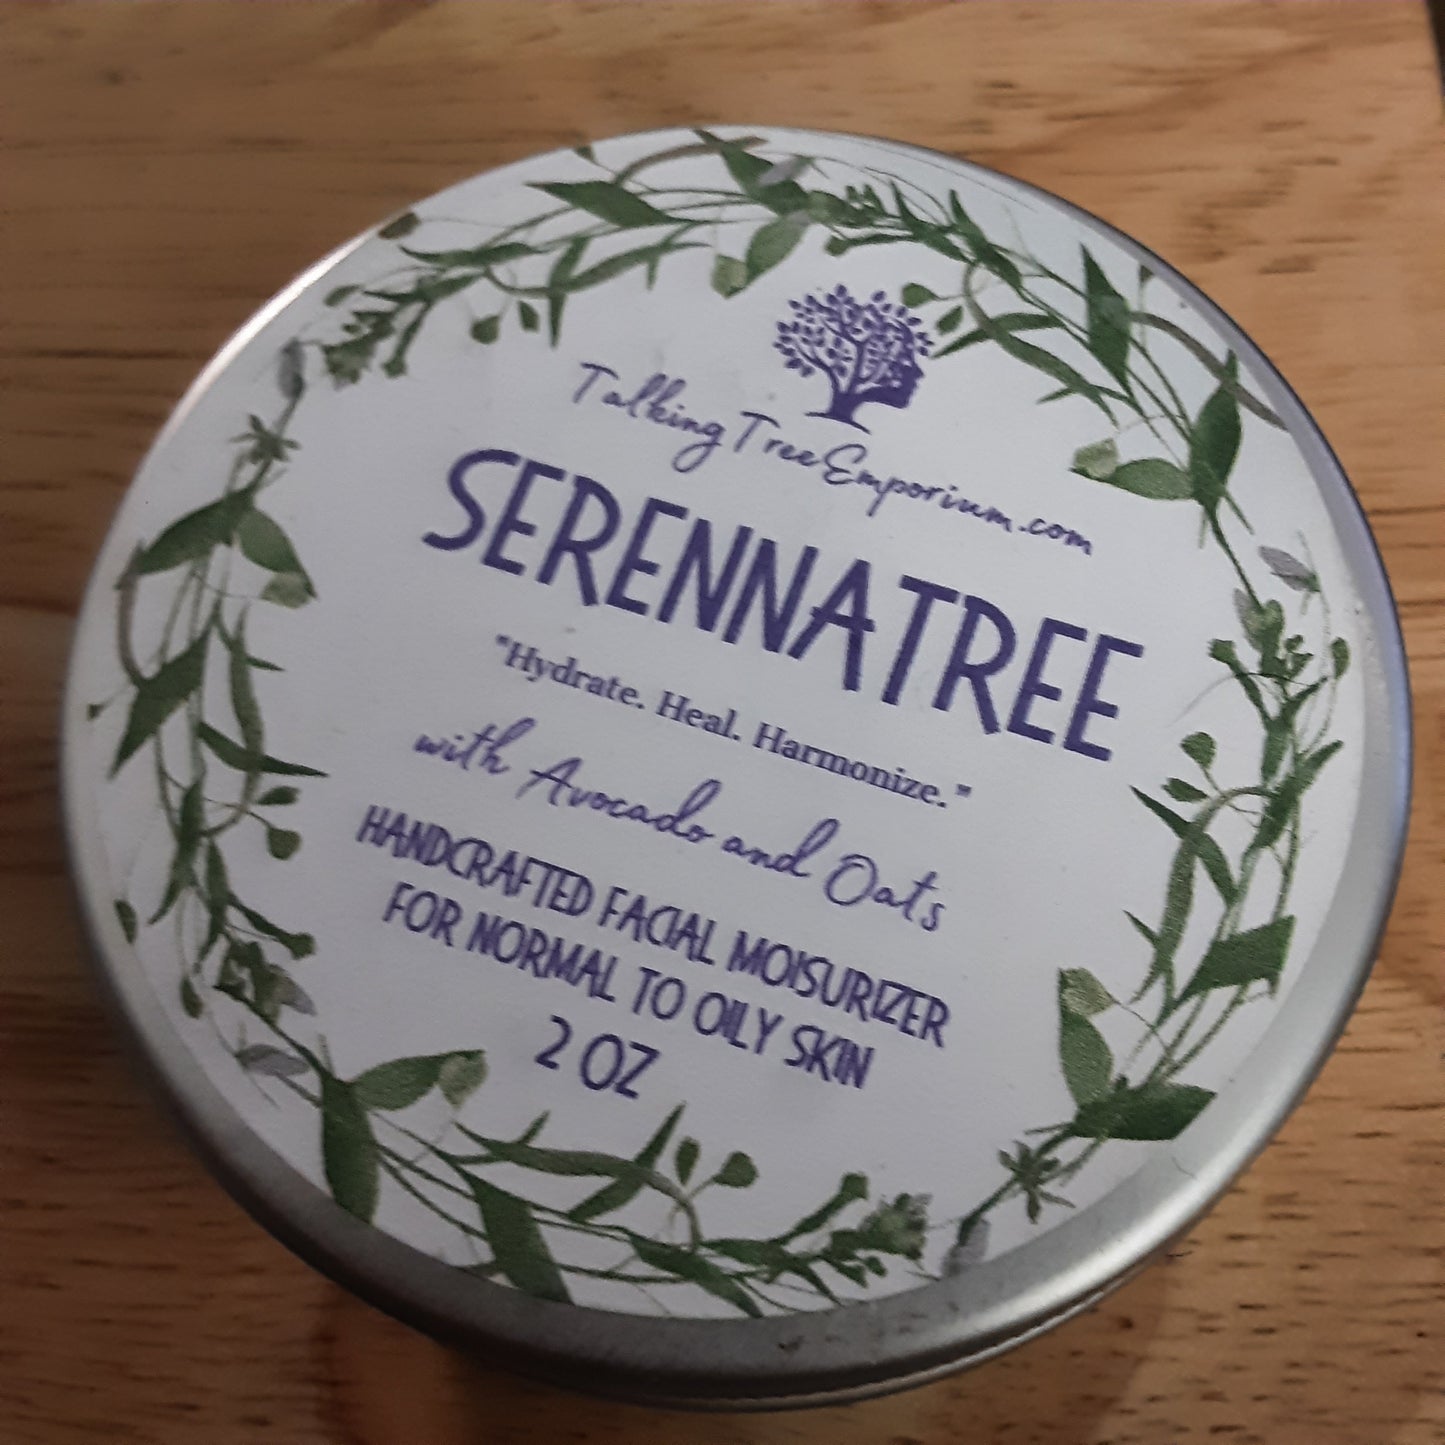 TalkingTreeEmporium.com
SERENNATREE
"Hydrate. Heal. Harmonize."
with Avocado and Oats
HANDCRAFTED FACIAL MOISURIZER
FOR NORMAL TO OILY SKIN
2 OZ